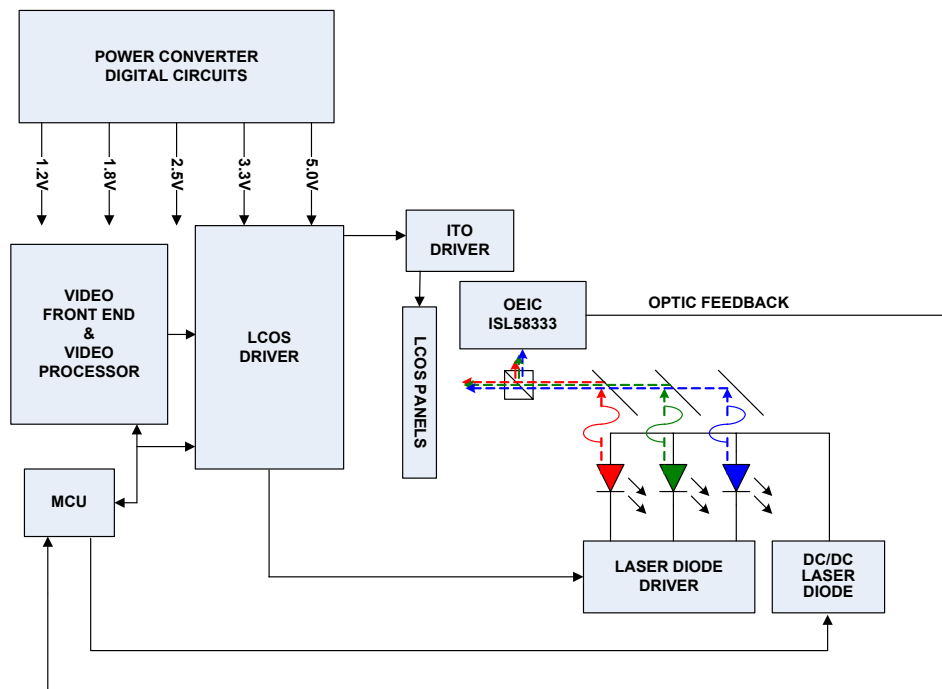 POWER CONVERTER
DIGITAL CIRCUITS
1.2V
1.8V
2.5V
3.3V
5.0V
ITO
DRIVER
VIDEO
FRONT END
&
VIDEO
PROCESSOR
LCOS
DRIVER
OEIC
ISL58333
OPTIC FEEDBACK
LCOS PANELS
MCU
LASER DIODE
DRIVER
DC/DC
LASER
DIODE